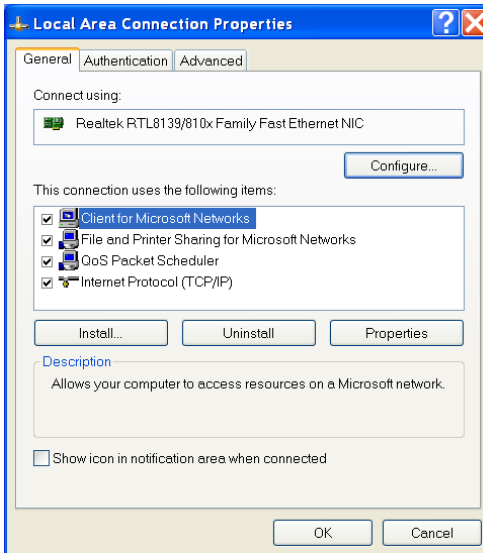 Local Area Connection Properties
General Authentication Advanced
Connect using:
Realtek RTL8139/810x Family Fast Ethernet NIC
Configure...
This connection uses the following items:
Client for Microsoft Networks
File and Printer Sharing for Microsoft Networks
QoS Packet Scheduler
Internet Protocol (TCP/IP)
Install... Uninstall Properties
Description
Allows your computer to access resources on a Microsoft network.
Show icon in notification area when connected
OK Cancel